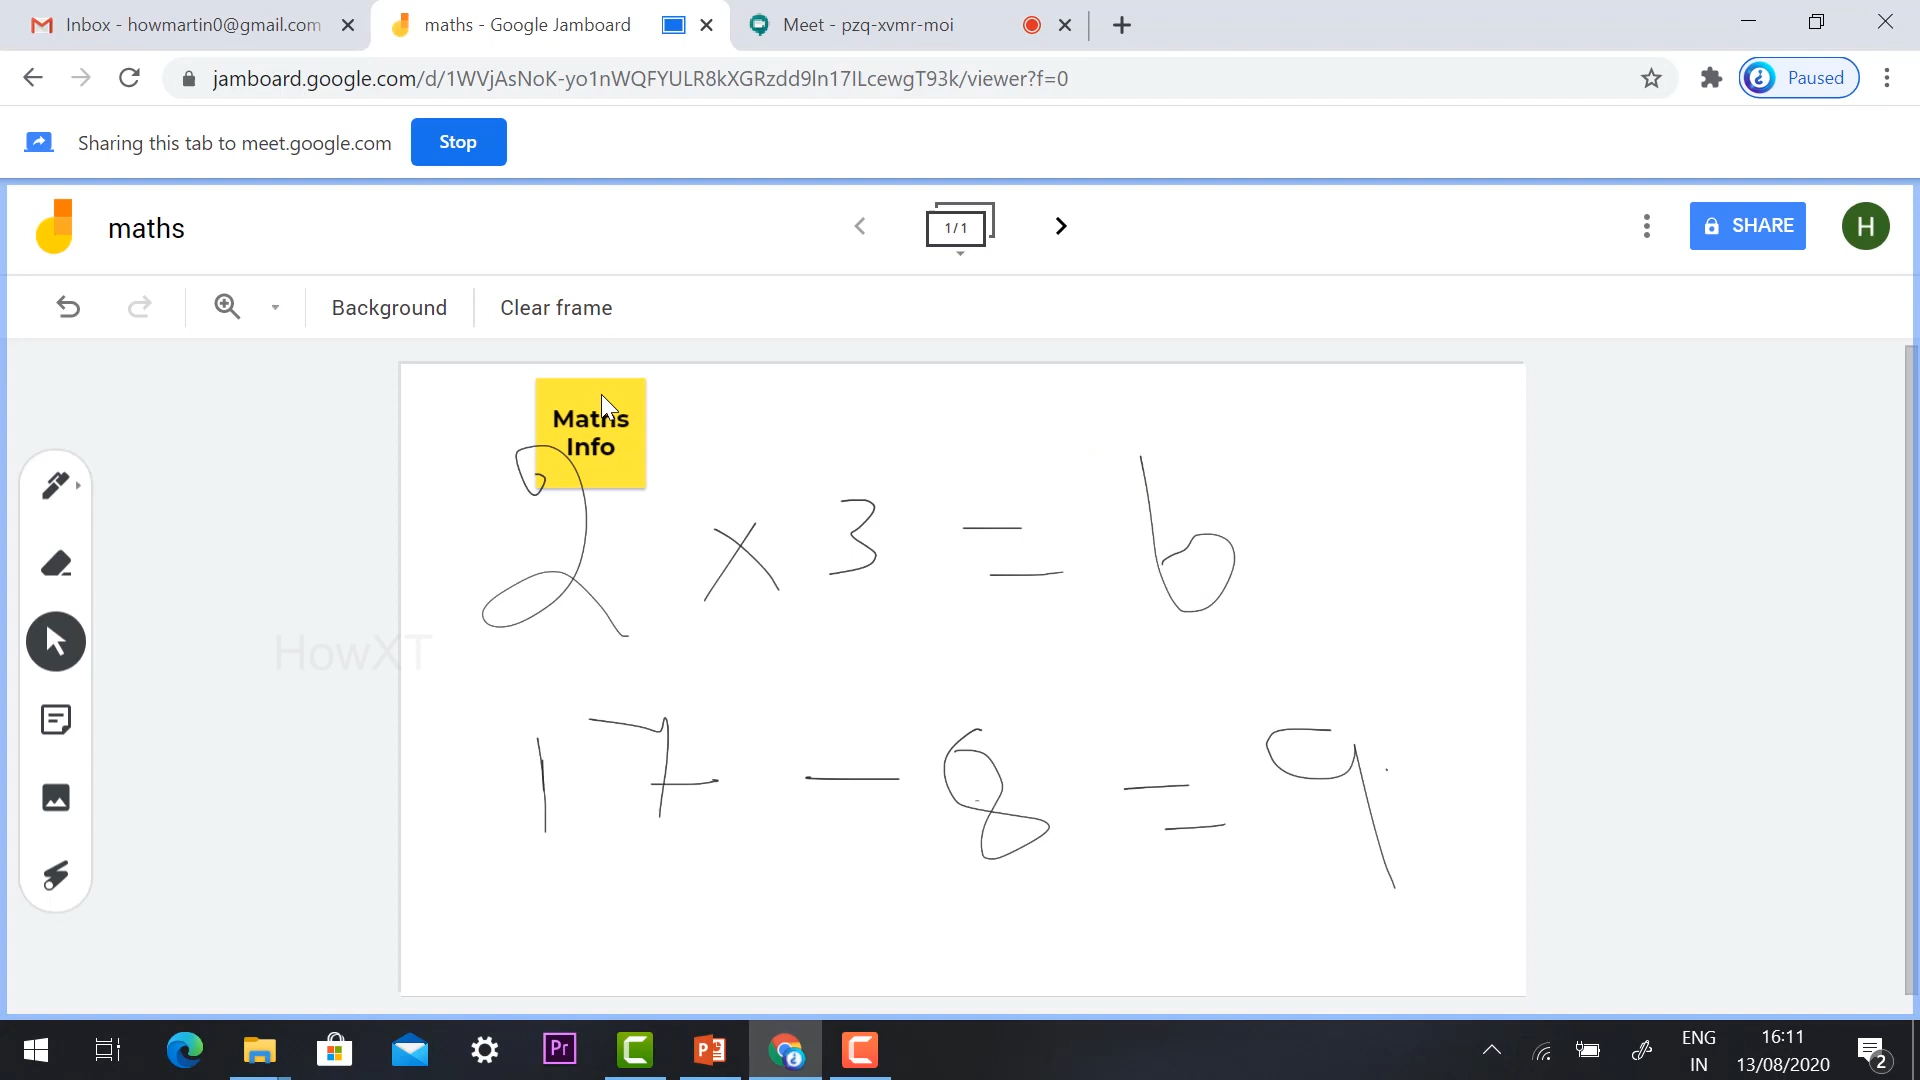 Inbox - howmartin0@gmail.com
maths - Google Jamboard
Meet - pzq-xvmr-moi
jamboard.google.com/d/1WVjAsNoK-yo1nWQFYULR8kXGRzdd9ln17ILcewgT93k/viewer?f=0
Paused
Sharing this tab to meet.google.com
Stop
maths
1/1
SHARE
H
Background
Clear frame
Maths
Info
2 x 3 = 6
HowXT
17 - 8 = 9
Pr
ENG
IN
16:11
13/08/2020
2